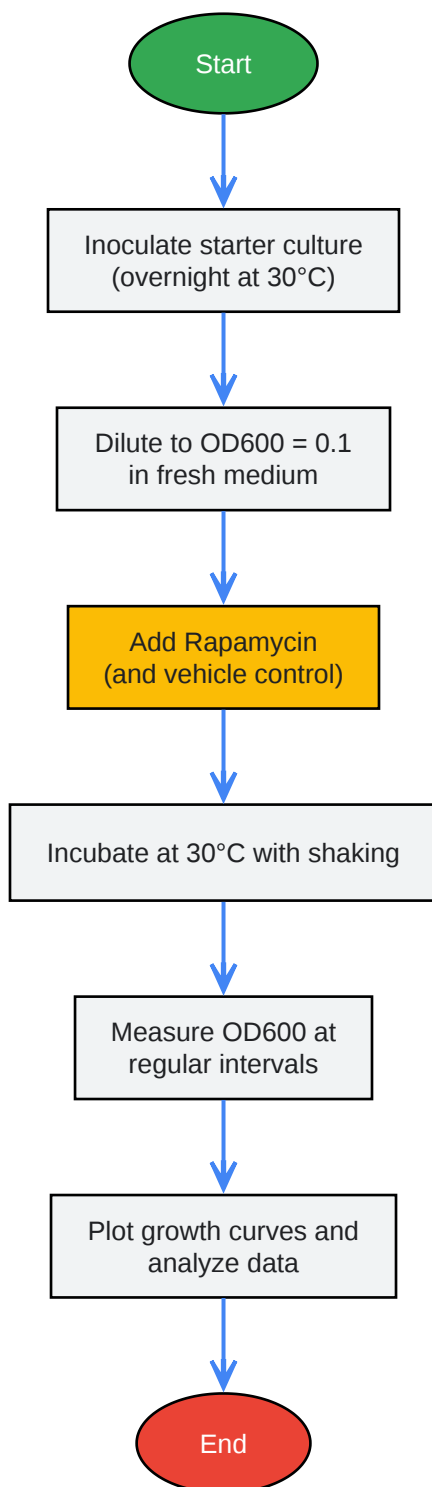 Start
Inoculate starter culture
(overnight at 30°C)
Dilute to OD600 = 0.1
in fresh medium
Add Rapamycin
(and vehicle control)
Incubate at 30°C with shaking
Measure OD600 at
regular intervals
Plot growth curves and
analyze data
End